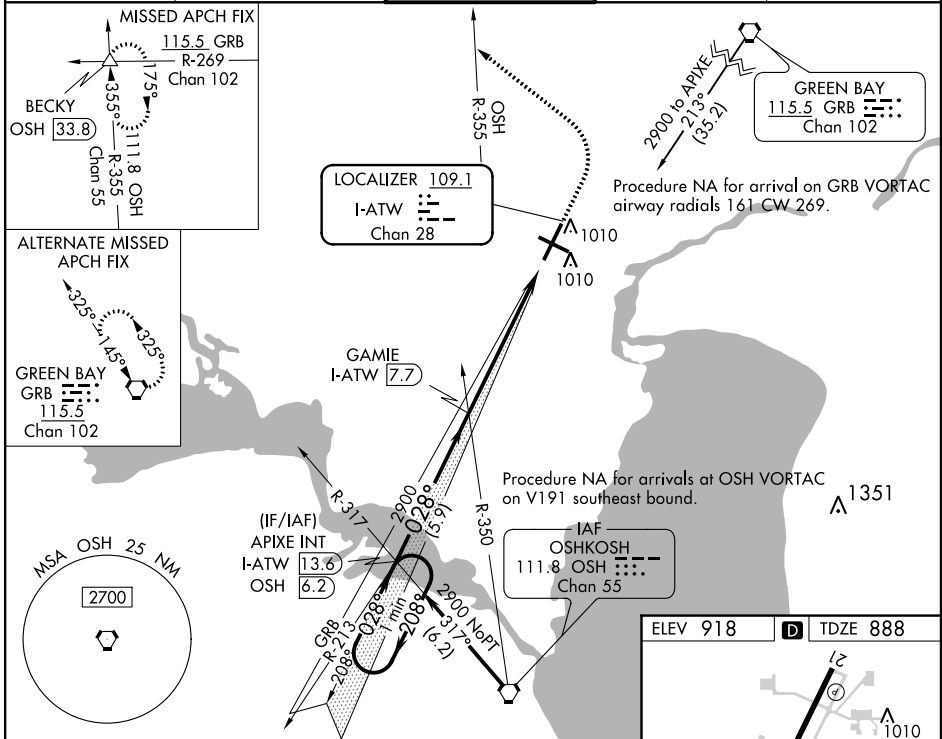 MISSED APCH FIX
115.5 GRB
R-269
Chan 102
175°
355°
BECKY
OSH 33.8
111.8 OSH
R-355
Chan 55
ALTERNATE MISSED
APCH FIX
325°
145°
325°
GREEN BAY
GRB
115.5
Chan 102
OSH
R-355
LOCALIZER 109.1
I-ATW
Chan 28
1010
1010
2900 to APIXE
213°
(35.2)
GREEN BAY
115.5 GRB
Chan 102
Procedure NA for arrival on GRB VORTAC
airway radials 161 CW 269.
GAMIE
I-ATW 7.7
2900
028°
(5.9)
R-350
R-317
(IF/IAF)
APIXE INT
I-ATW 13.6
OSH 6.2
GRB
R-213
208°
028°
1 min
208°
2900 NoPT
317°
(6.2)
Procedure NA for arrivals at OSH VORTAC
on V191 southeast bound.
IAF
OSHKOSH
111.8 OSH
Chan 55
1351
MSA OSH 25 NM
2700
ELEV 918
D
TDZE 888
21
P
1010